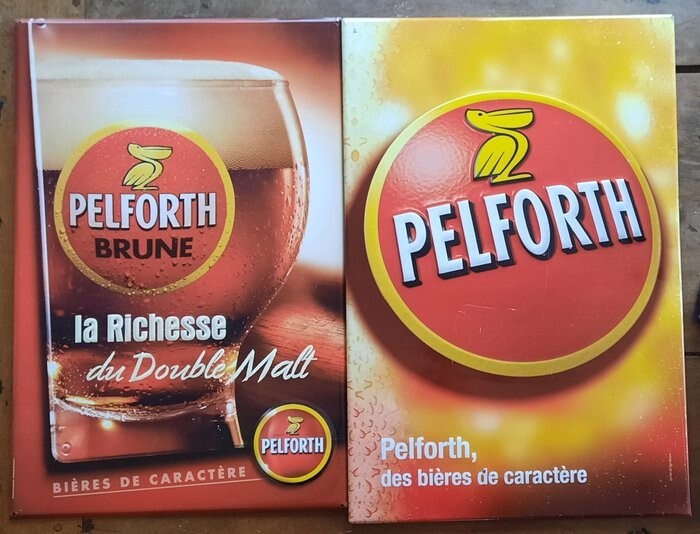 PELFORTH
BRUNE
la Richesse
du Double Malt
PELFORTH
BIÈRES DE CARACTÈRE
PELFORTH
Pelforth,
des bières de caractère